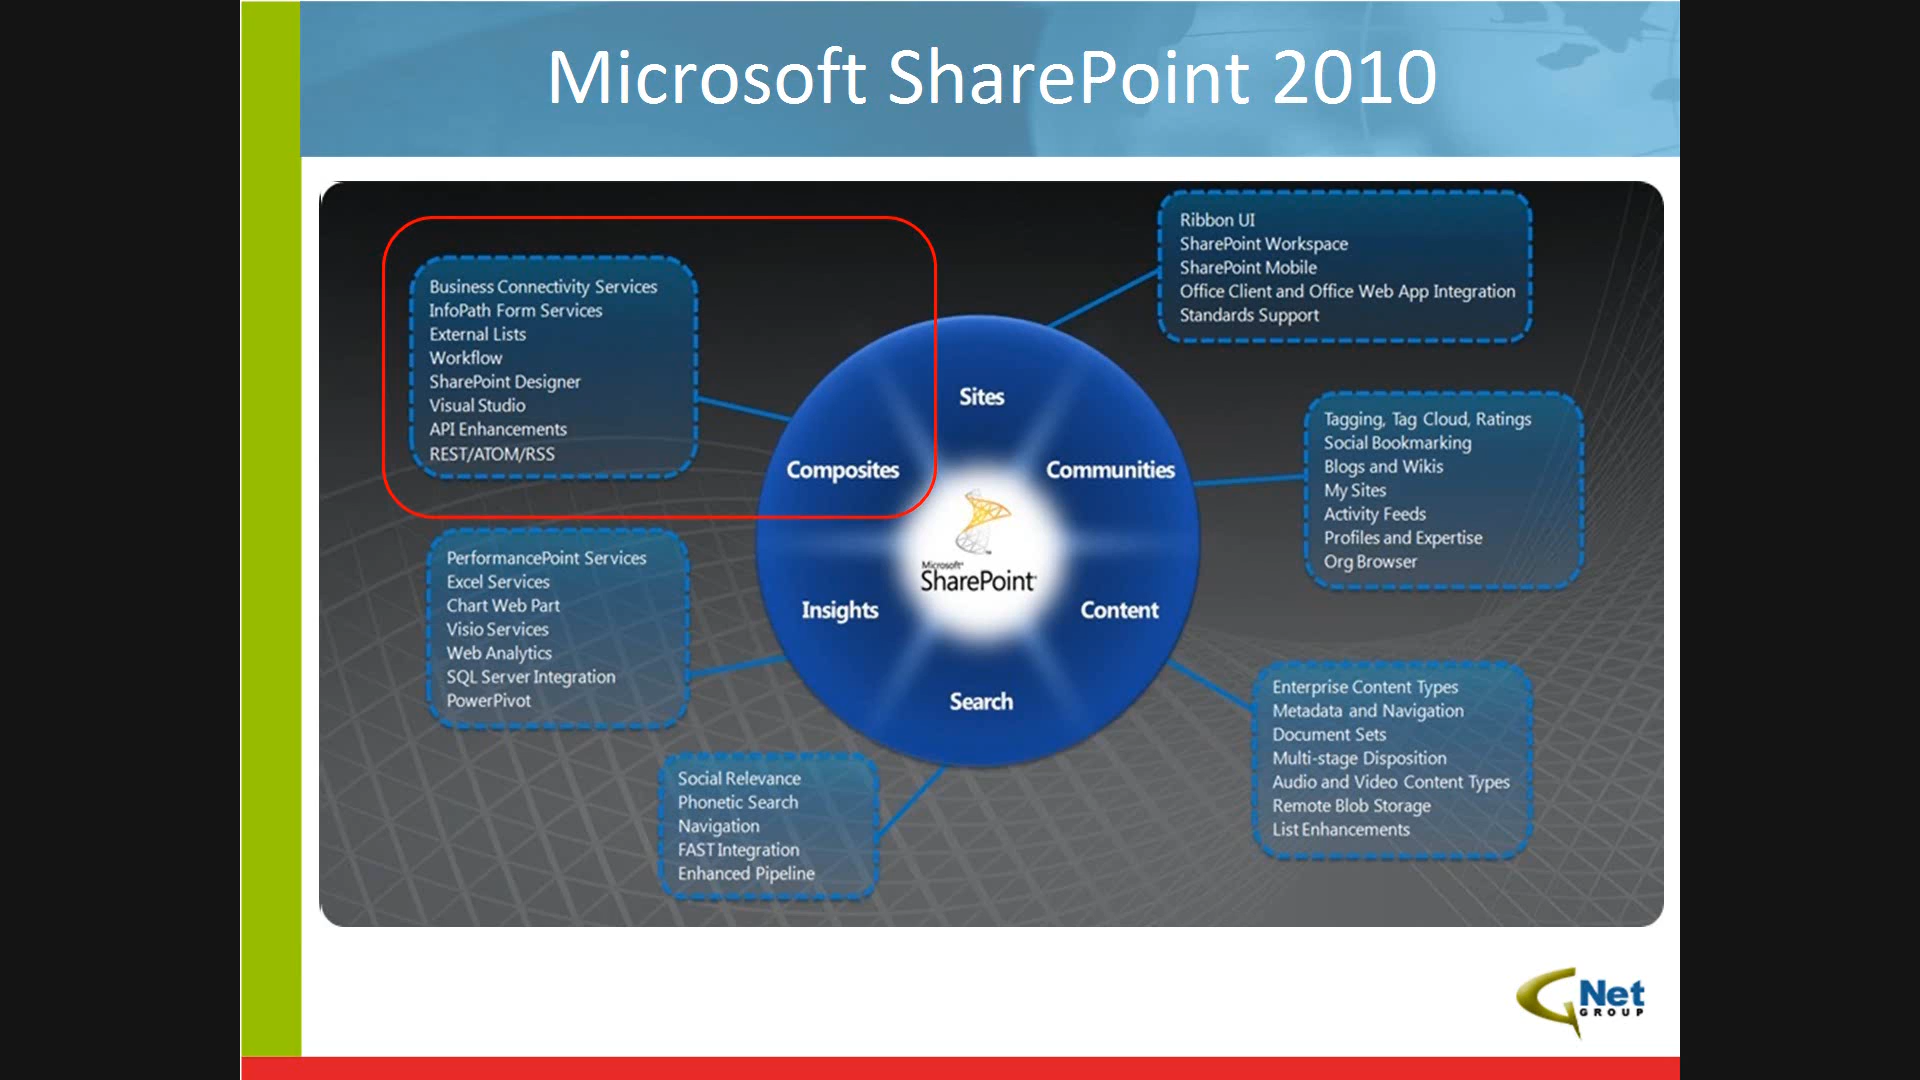 Microsoft SharePoint 2010
Ribbon UI
SharePoint Workspace
SharePoint Mobile
Office Client and Office Web App Integration
Standards Support
Business Connectivity Services
InfoPath Form Services
External Lists
Workflow
SharePoint Designer
Visual Studio
API Enhancements
REST/ATOM/RSS
Sites
Composites
Communities
Tagging, Tag Cloud, Ratings
Social Bookmarking
Blogs and Wikis
My Sites
Activity Feeds
Profiles and Expertise
Org Browser
Microsoft®
SharePoint
PerformancePoint Services
Excel Services
Chart Web Part
Visio Services
Web Analytics
SQL Server Integration
PowerPivot
Insights
Content
Search
Enterprise Content Types
Metadata and Navigation
Document Sets
Multi-stage Disposition
Audio and Video Content Types
Remote Blob Storage
List Enhancements
Social Relevance
Phonetic Search
Navigation
FAST Integration
Enhanced Pipeline
GNet
GROUP